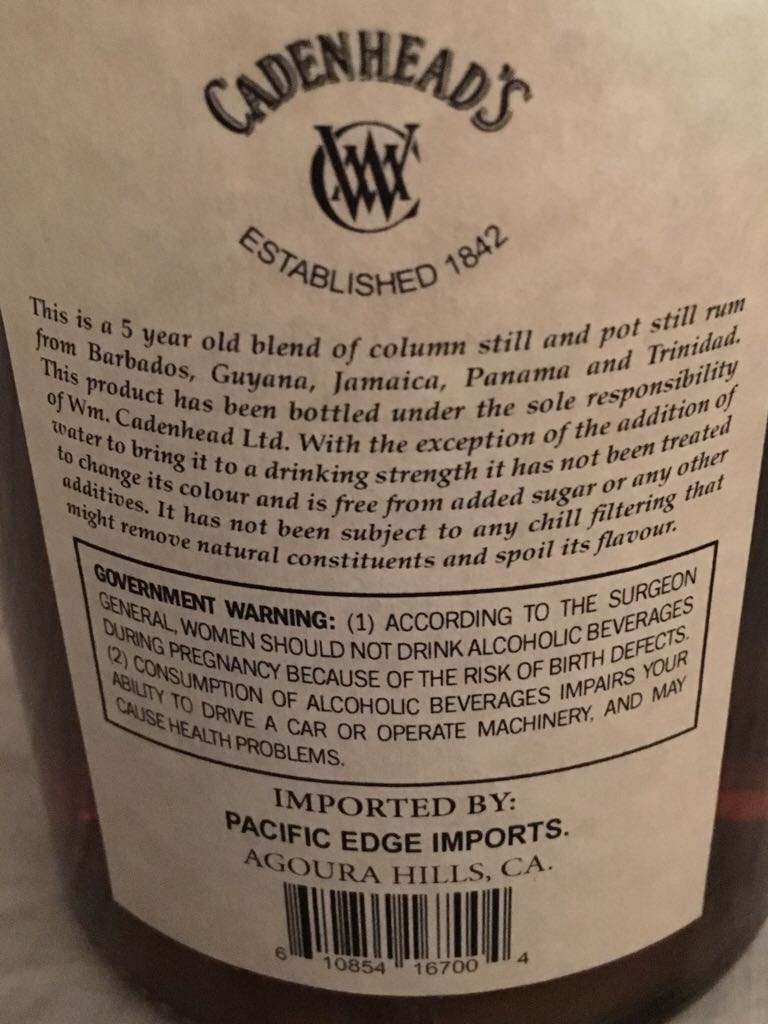 CADENHEAD'S
WC
ESTABLISHED 1842
This is a 5 year old blend of column still and pot still rum
from Barbados, Guyana, Jamaica, Panama and Trinidad.
This product has been bottled under the sole responsibility
of Wm. Cadenhead Ltd. With the exception of the addition of
water to bring it to a drinking strength it has not been treated
to change its colour and is free from added sugar or any other
additives. It has not been subject to any chill filtering that
might remove natural constituents and spoil its flavour.
GOVERNMENT WARNING: (1) ACCORDING TO THE SURGEON
GENERAL, WOMEN SHOULD NOT DRINK ALCOHOLIC BEVERAGES
DURING PREGNANCY BECAUSE OF THE RISK OF BIRTH DEFECTS.
(2) CONSUMPTION OF ALCOHOLIC BEVERAGES IMPAIRS YOUR
ABILITY TO DRIVE A CAR OR OPERATE MACHINERY, AND MAY
CAUSE HEALTH PROBLEMS.
IMPORTED BY:
PACIFIC EDGE IMPORTS.
AGOURA HILLS, CA.
6 10854 16700 4